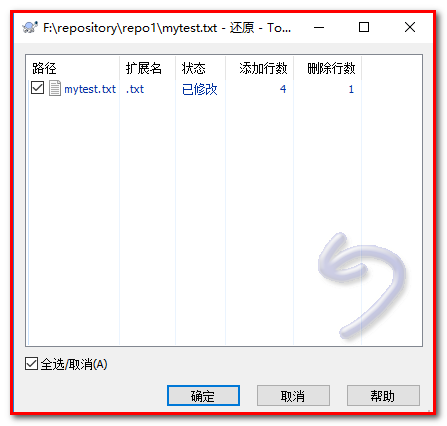 F:\repository\repo1\mytest.txt - 还原 - To...
路径 扩展名 状态 添加行数 删除行数
mytest.txt .txt 已修改 4 1
全选/取消(A)
确定 取消 帮助